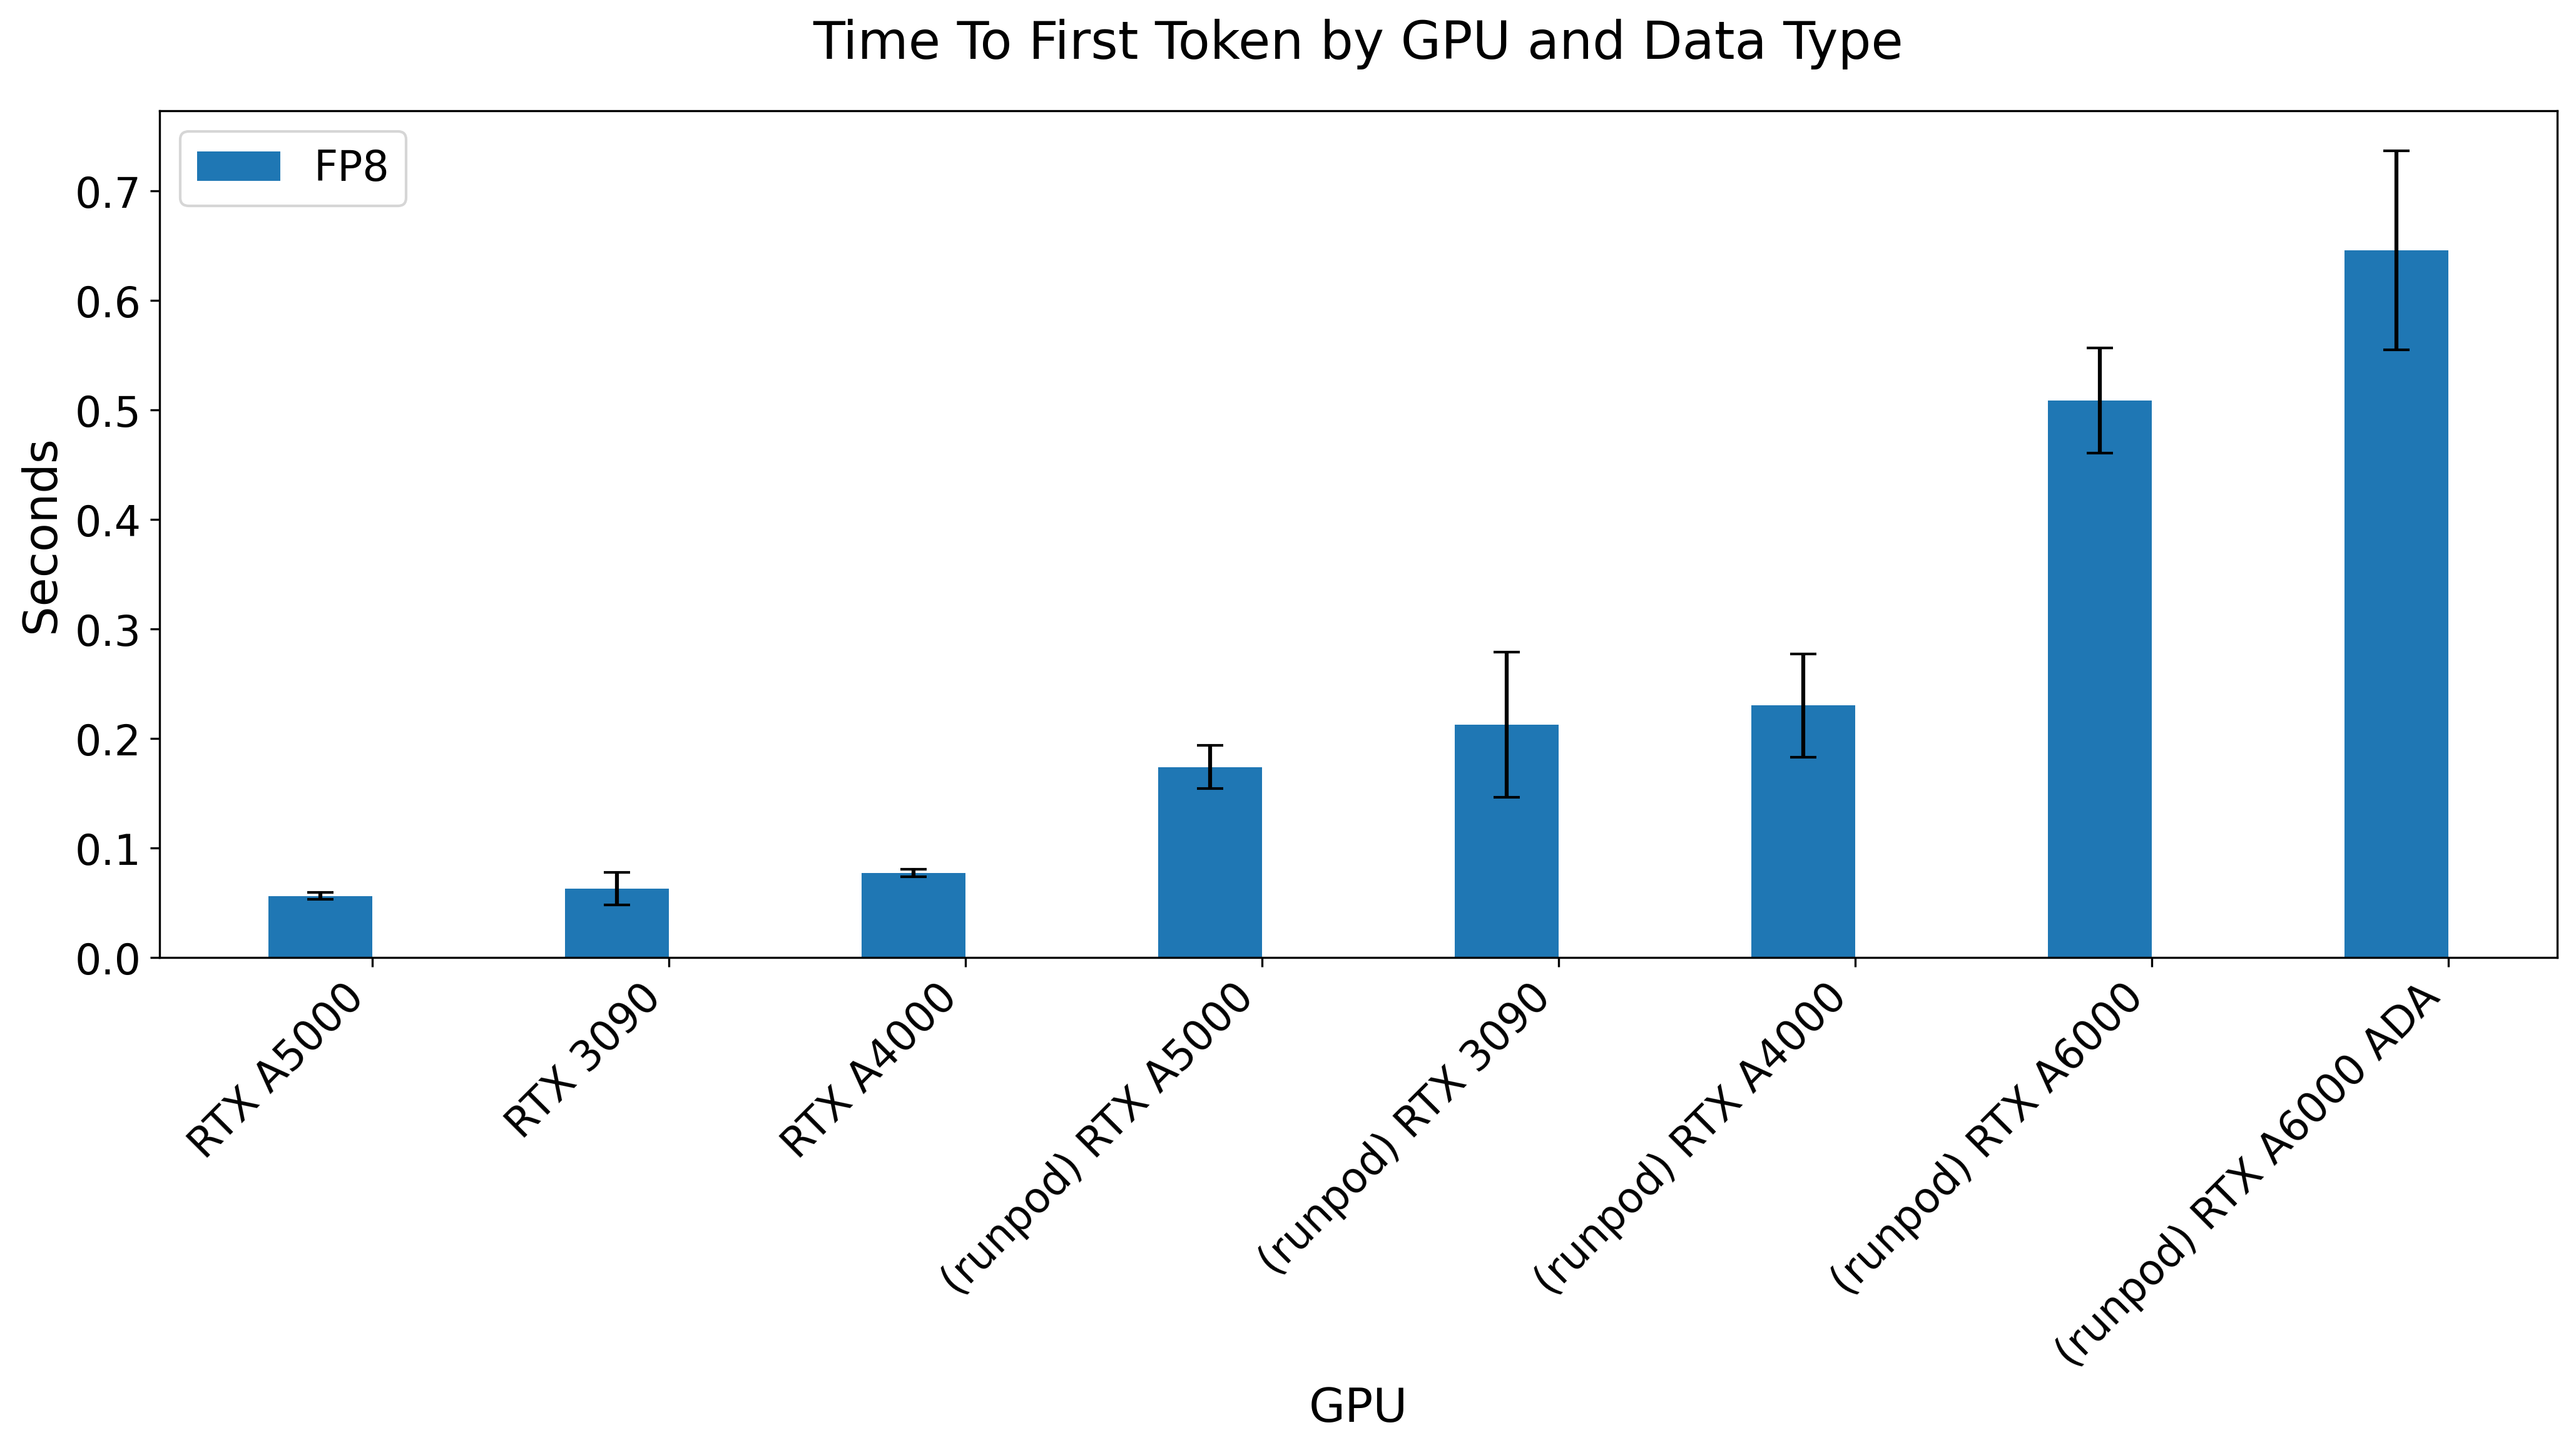 Time To First Token by GPU and Data Type
FP8
Seconds
0.7
0.6
0.5
0.4
0.3
0.2
0.1
0.0
RTX A5000
RTX 3090
RTX A4000
(runpod) RTX A5000
(runpod) RTX 3090
(runpod) RTX A4000
(runpod) RTX A6000
(runpod) RTX A6000 ADA
GPU